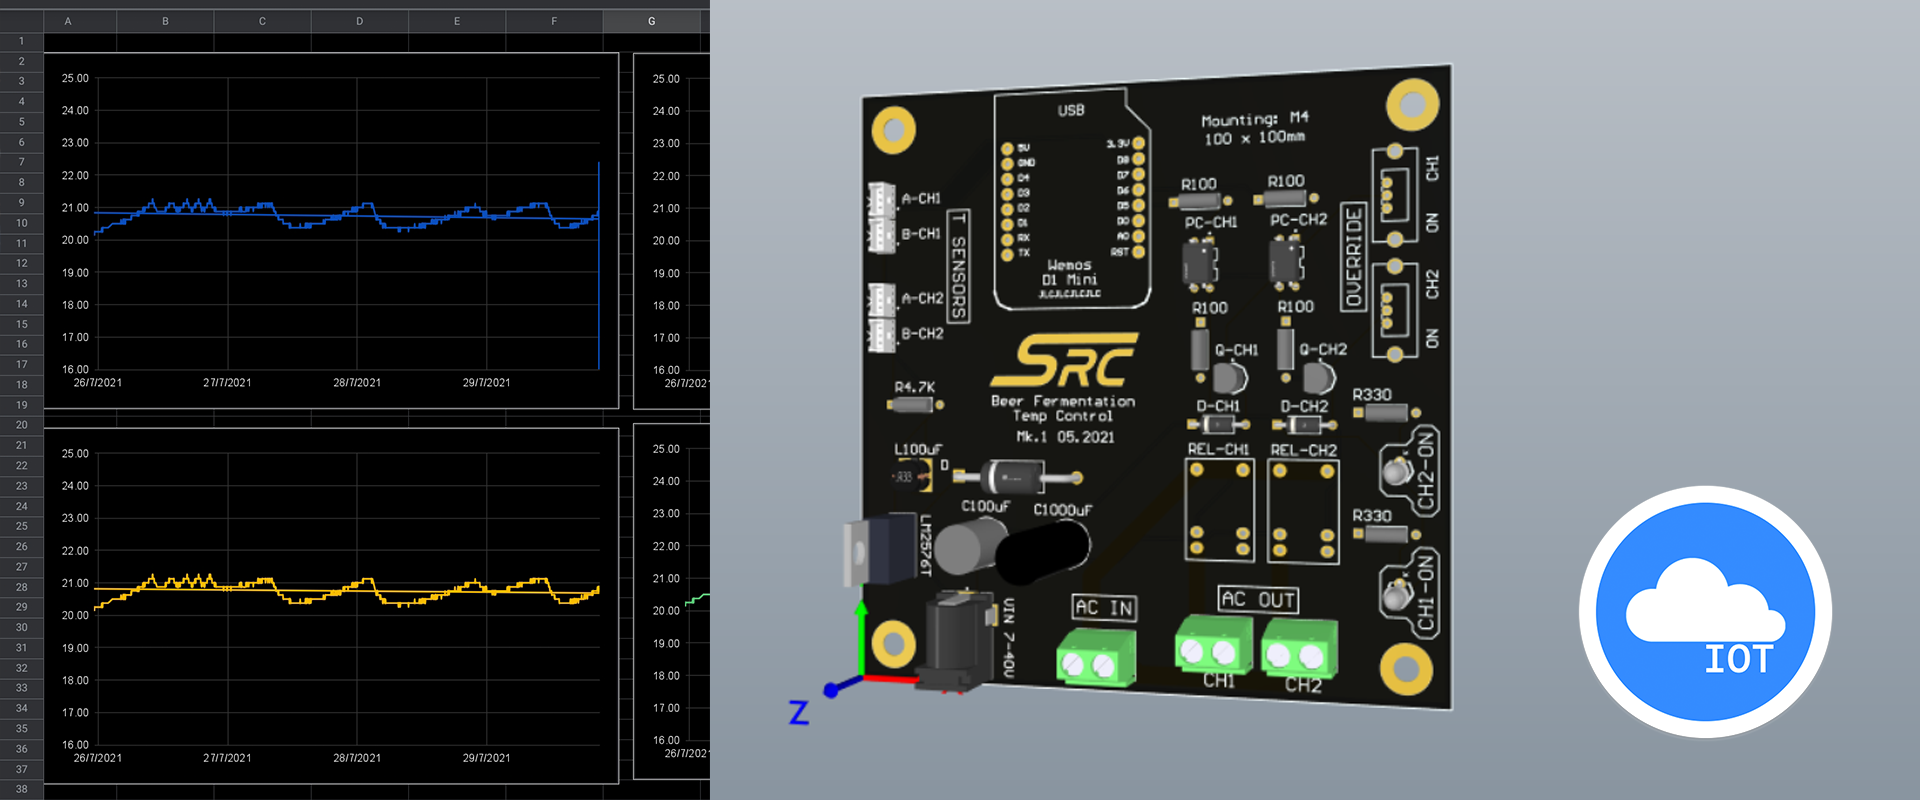 A B C D E F G
1
2
3
4
5
6
7
8
9
10
11
12
13
14
15
16
17
18
19
20
21
22
23
24
25
26
27
28
29
30
31
32
33
34
35
36
37
38
25.00
24.00
23.00
22.00
21.00
20.00
19.00
18.00
17.00
16.00
26/7/2021 27/7/2021 28/7/2021 29/7/2021
25.00
24.00
23.00
22.00
21.00
20.00
19.00
18.00
17.00
16.00
26/7/202
25.00
24.00
23.00
22.00
21.00
20.00
19.00
18.00
17.00
16.00
26/7/2021 27/7/2021 28/7/2021 29/7/2021
25.00
24.00
23.00
22.00
21.00
20.00
19.00
18.00
17.00
16.00
26/7/202
USB
5V
GND
D4
D3
D2
D1
RX
TX
3.3V
D8
D7
D6
D5
D0
A0
RST
Wemos
D1 Mini
Mounting: M4
100 x 100mm
A-CH1
B-CH1
A-CH2
B-CH2
T SENSORS
R100
R100
PC-CH1
PC-CH2
R100
R100
Q-CH1
Q-CH2
D-CH1
D-CH2
REL-CH1
REL-CH2
OVERRIDE
CH1
ON
CH2
ON
SRC
Beer Fermentation
Temp Control
Mk.1 05.2021
R4.7K
L100uF
R33
D
C100uF
C1000uF
LM2576T
VIN 7-40V
R330
CH2-ON
K
R330
CH1-ON
K
AC IN
AC OUT
CH1
CH2
Z
IOT